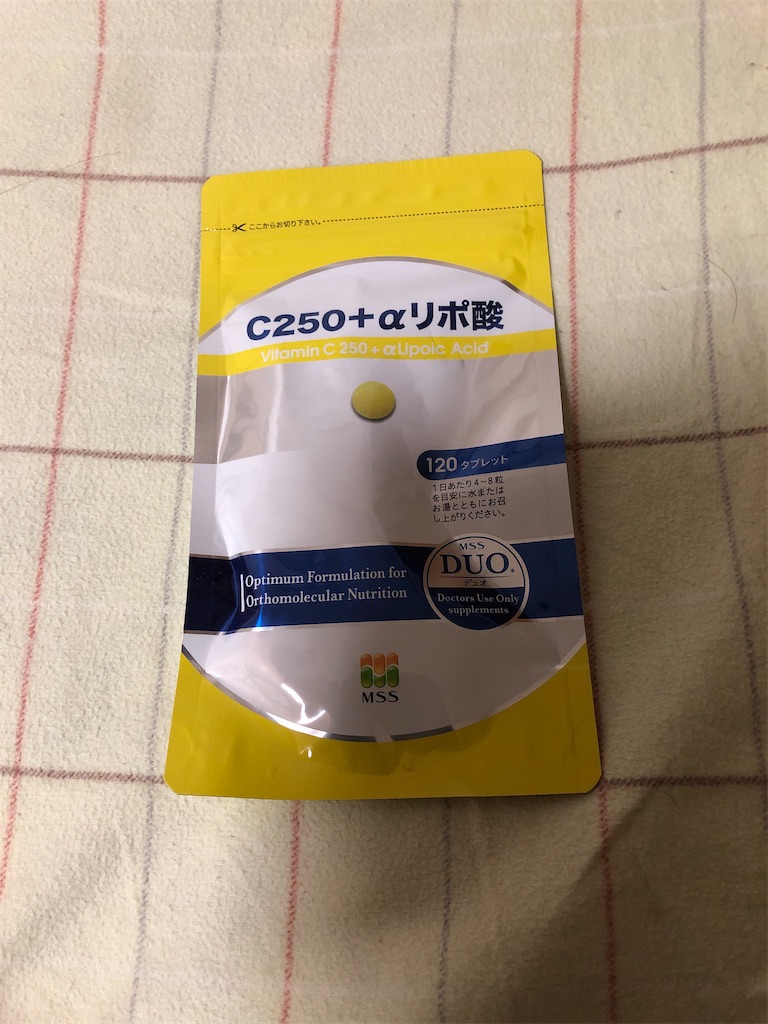 ここからお切り下さい。
C250+αリポ酸
Vitamin C 250+αLipoic Acid
120 タブレット
1日あたり4〜8粒
を目安に水または
お湯とともにお召
し上がりください。
Optimum Formulation for
Orthomolecular Nutrition
MSS
DUO®
デュオ
Doctors Use Only
supplements
MSS